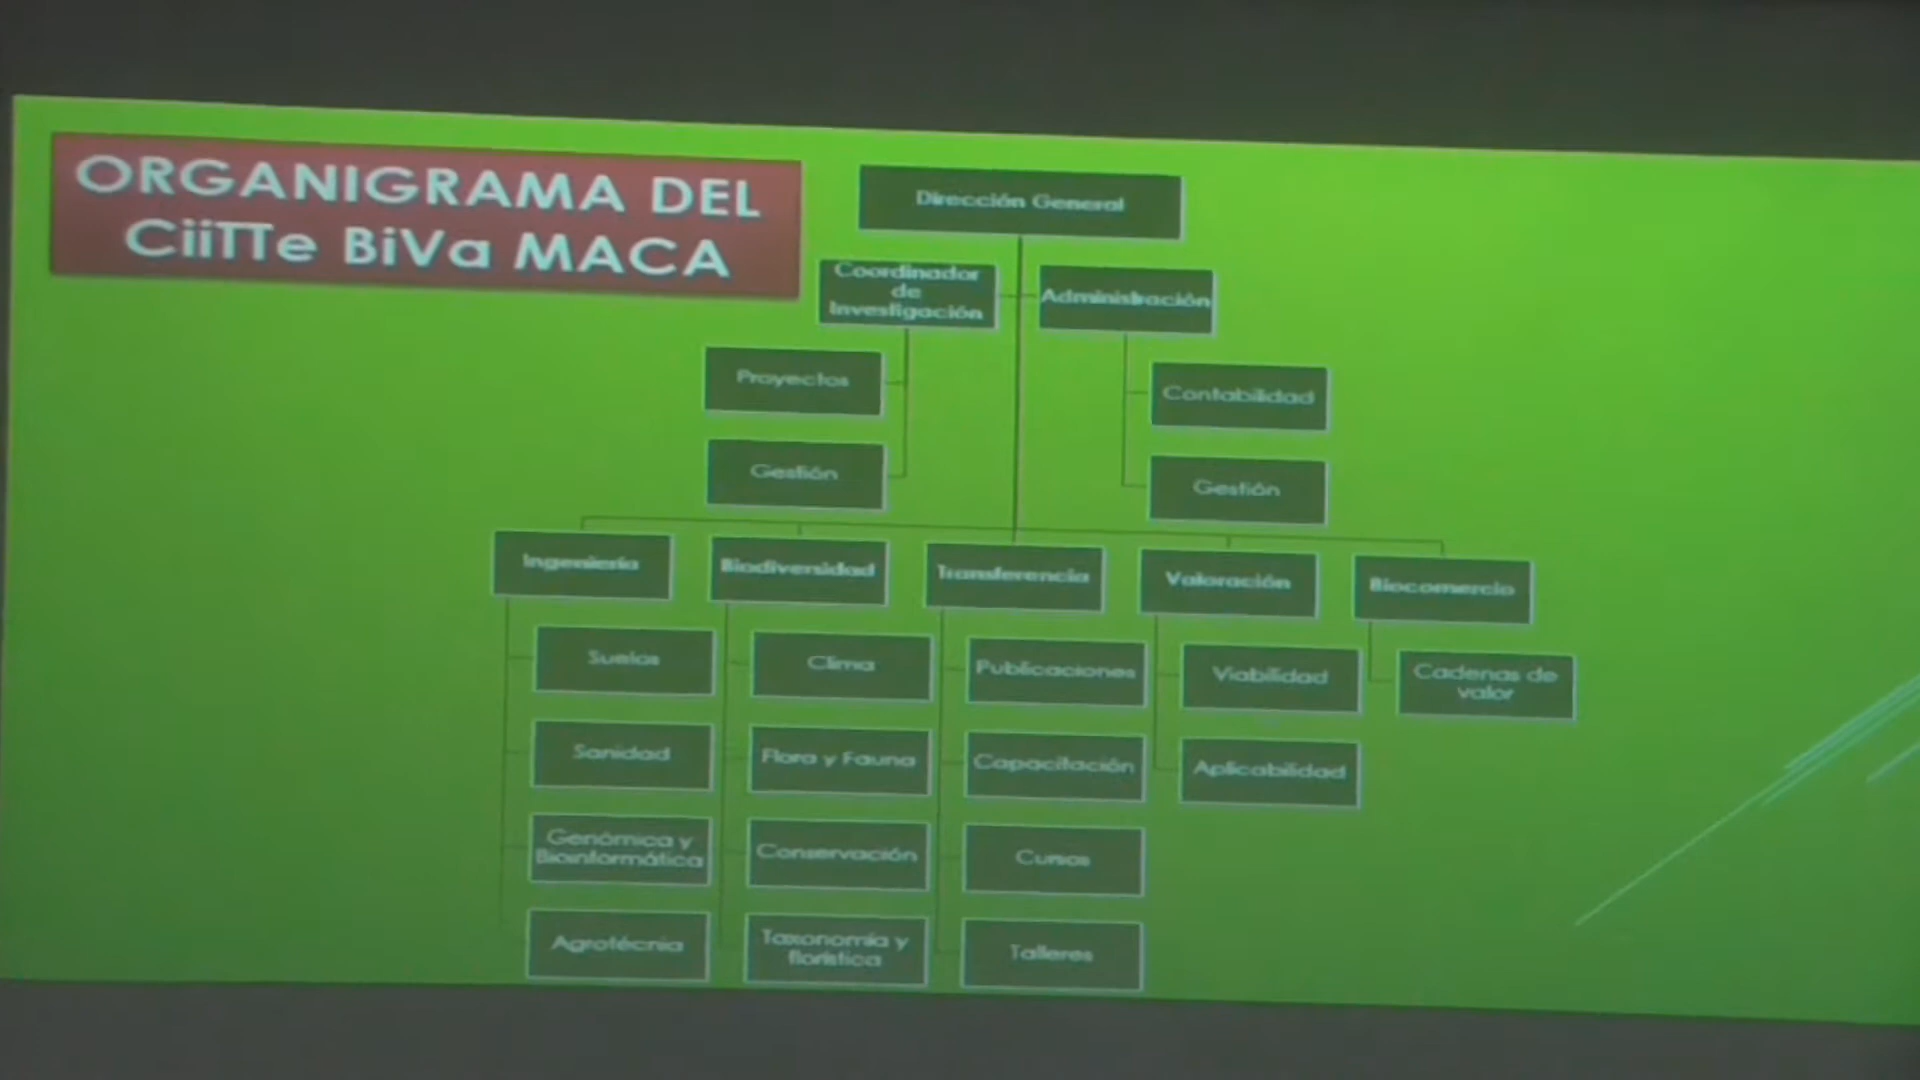 ORGANIGRAMA DEL
CiiTTe BiVa MACA
Dirección General
Coordinador
de
Investigación
Administración
Proyectos
Contabilidad
Gestión
Gestión
Ingeniería
Biodiversidad
Transferencia
Valoración
Biocomercio
Suelos
Clima
Publicaciones
Viabilidad
Cadenas de
valor
Sanidad
Flora y Fauna
Capacitación
Aplicabilidad
Genómica y
Bioinformática
Conservación
Cursos
Agrotécnia
Taxonomía y
florística
Talleres